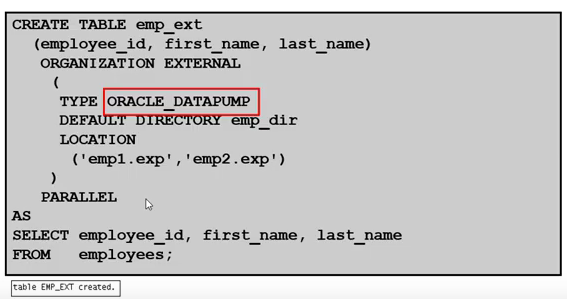 CREATE TABLE emp_ext
(employee_id, first_name, last_name)
ORGANIZATION EXTERNAL
(
TYPE ORACLE_DATAPUMP
DEFAULT DIRECTORY emp_dir
LOCATION
('emp1.exp','emp2.exp')
)
PARALLEL
AS
SELECT employee_id, first_name, last_name
FROM employees;
table EMP_EXT created.